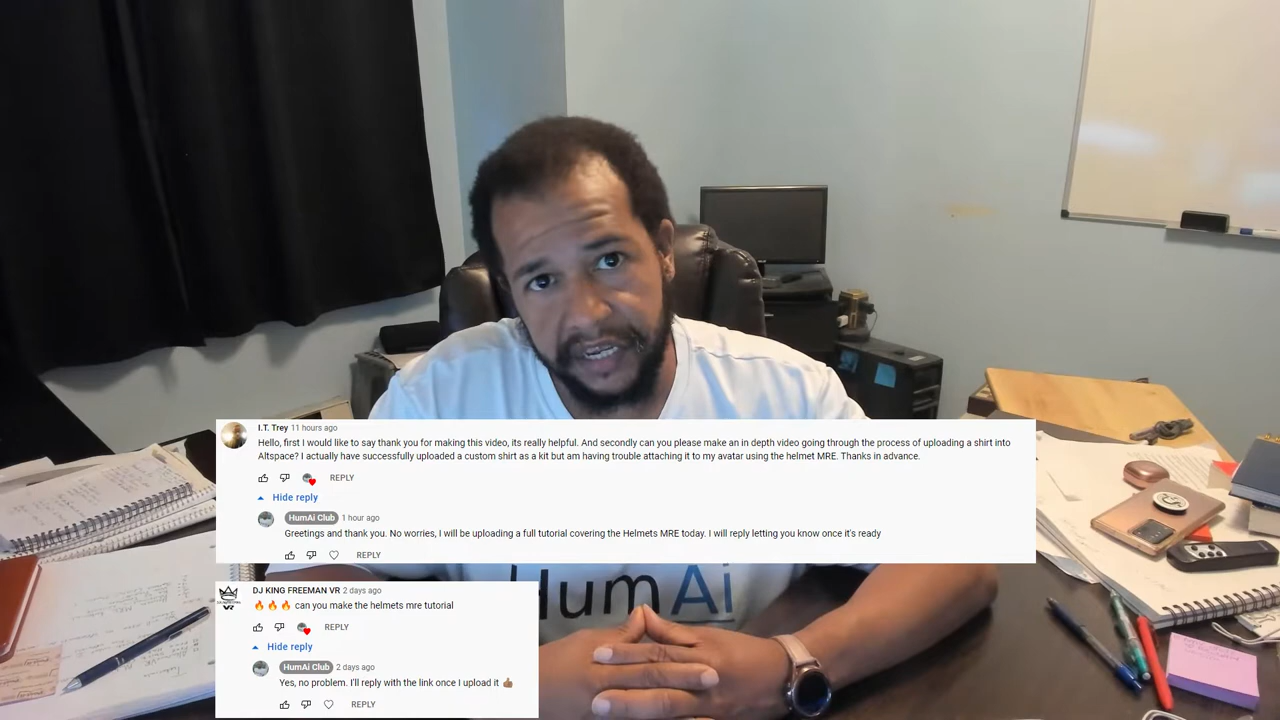 I.T. Trey 11 hours ago
Hello, first I would like to say thank you for making this video, its really helpful. And secondly can you please make an in depth video going through the process of uploading a shirt into
Altspace? I actually have successfully uploaded a custom shirt as a kit but am having trouble attaching it to my avatar using the helmet MRE. Thanks in advance.
REPLY
Hide reply
HumAi Club 1 hour ago
Greetings and thank you. No worries, I will be uploading a full tutorial covering the Helmets MRE today. I will reply letting you know once it's ready
REPLY
HumAi
DJ KING FREEMAN VR 2 days ago
🔥🔥🔥 can you make the helmets mre tutorial
REPLY
Hide reply
HumAi Club 2 days ago
Yes, no problem. I'll reply with the link once I upload it 👍🏾
REPLY